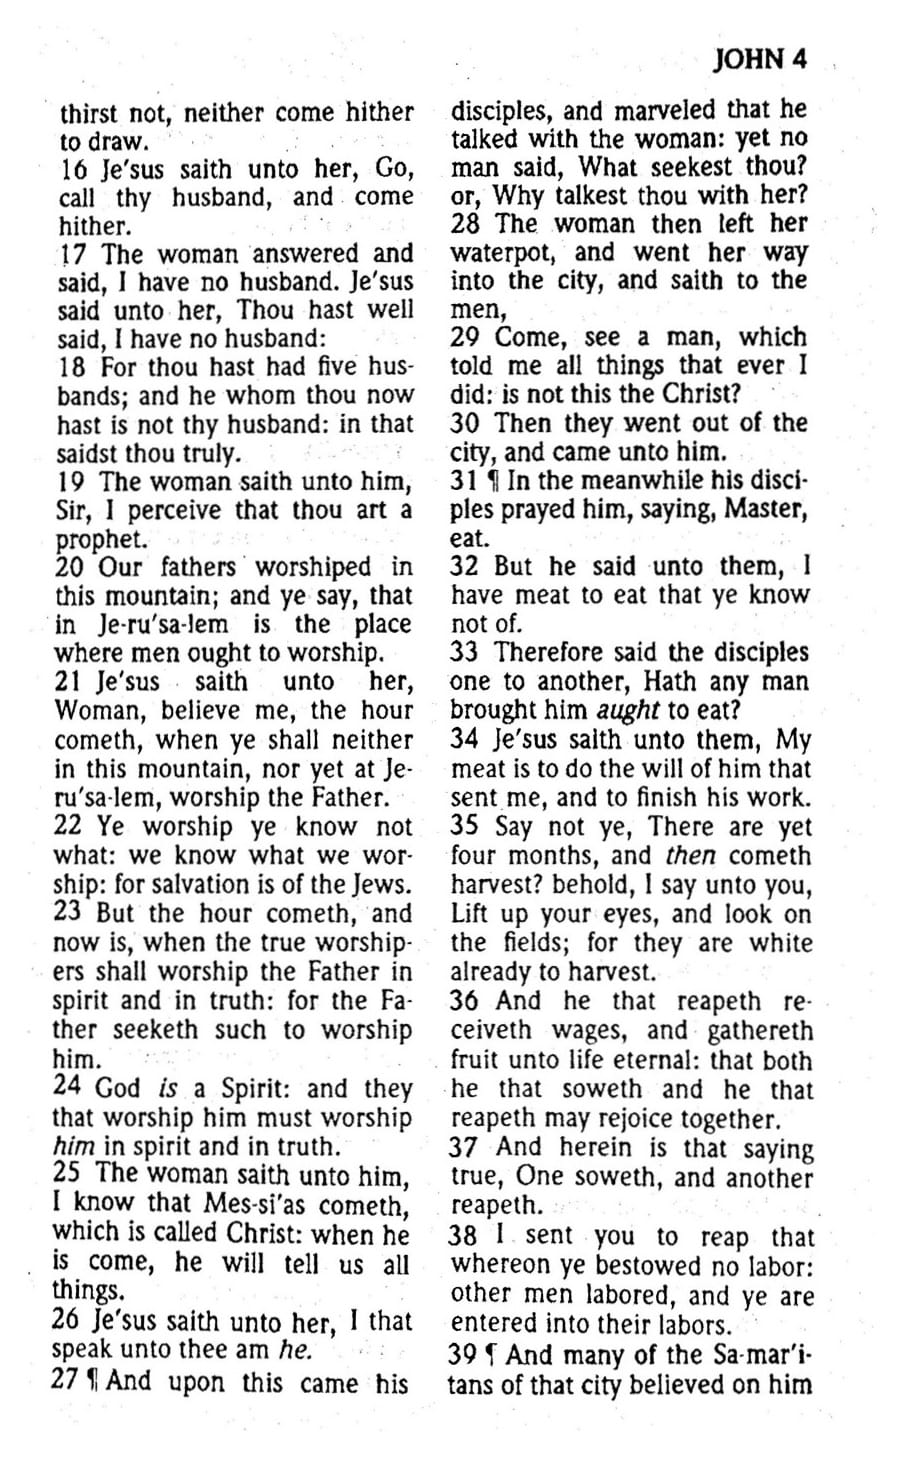 JOHN 4
thirst not, neither come hither
to draw.
16 Je′sus saith unto her, Go,
call thy husband, and come
hither.
17 The woman answered and
said, I have no husband. Je′sus
said unto her, Thou hast well
said, I have no husband:
18 For thou hast had five hus-
bands; and he whom thou now
hast is not thy husband: in that
saidst thou truly.
19 The woman saith unto him,
Sir, I perceive that thou art a
prophet.
20 Our fathers worshiped in
this mountain; and ye say, that
in Je-ru′sa-lem is the place
where men ought to worship.
21 Je′sus saith unto her,
Woman, believe me, the hour
cometh, when ye shall neither
in this mountain, nor yet at Je-
ru′sa-lem, worship the Father.
22 Ye worship ye know not
what: we know what we wor-
ship: for salvation is of the Jews.
23 But the hour cometh, and
now is, when the true worship-
ers shall worship the Father in
spirit and in truth: for the Fa-
ther seeketh such to worship
him.
24 God is a Spirit: and they
that worship him must worship
him in spirit and in truth.
25 The woman saith unto him,
I know that Mes-si′as cometh,
which is called Christ: when he
is come, he will tell us all
things.
26 Je′sus saith unto her, I that
speak unto thee am he.
27 ¶ And upon this came his
disciples, and marveled that he
talked with the woman: yet no
man said, What seekest thou?
or, Why talkest thou with her?
28 The woman then left her
waterpot, and went her way
into the city, and saith to the
men,
29 Come, see a man, which
told me all things that ever I
did: is not this the Christ?
30 Then they went out of the
city, and came unto him.
31 ¶ In the meanwhile his disci-
ples prayed him, saying, Master,
eat.
32 But he said unto them, I
have meat to eat that ye know
not of.
33 Therefore said the disciples
one to another, Hath any man
brought him aught to eat?
34 Je′sus saith unto them, My
meat is to do the will of him that
sent me, and to finish his work.
35 Say not ye, There are yet
four months, and then cometh
harvest? behold, I say unto you,
Lift up your eyes, and look on
the fields; for they are white
already to harvest.
36 And he that reapeth re-
ceiveth wages, and gathereth
fruit unto life eternal: that both
he that soweth and he that
reapeth may rejoice together.
37 And herein is that saying
true, One soweth, and another
reapeth.
38 I sent you to reap that
whereon ye bestowed no labor:
other men labored, and ye are
entered into their labors.
39 ¶ And many of the Sa-mar′i-
tans of that city believed on him